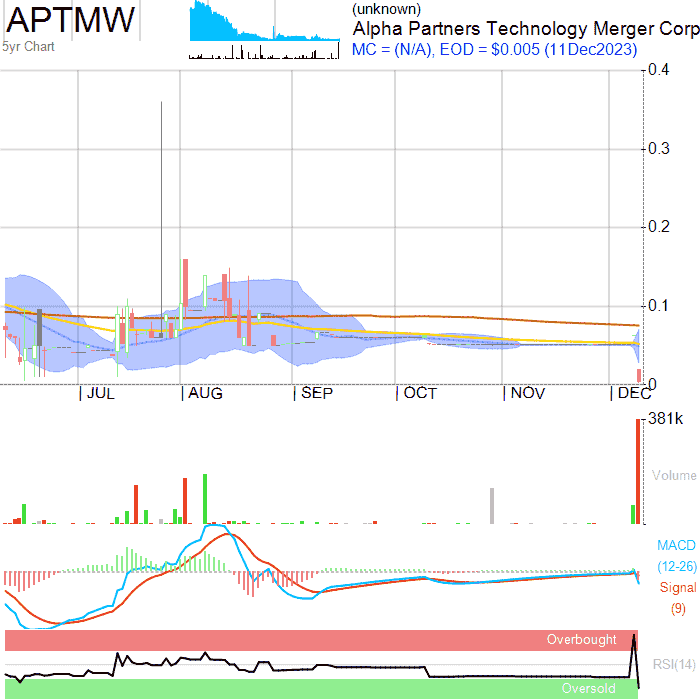 APTMW
5yr Chart
(unknown)
Alpha Partners Technology Merger Corp
MC = (N/A), EOD = $0.005 (11Dec2023)
0.4
0.3
0.2
0.1
0
JUL AUG SEP OCT NOV DEC
381k
Volume
MACD
(12-26)
Signal
(9)
Overbought
RSI(14)
Oversold